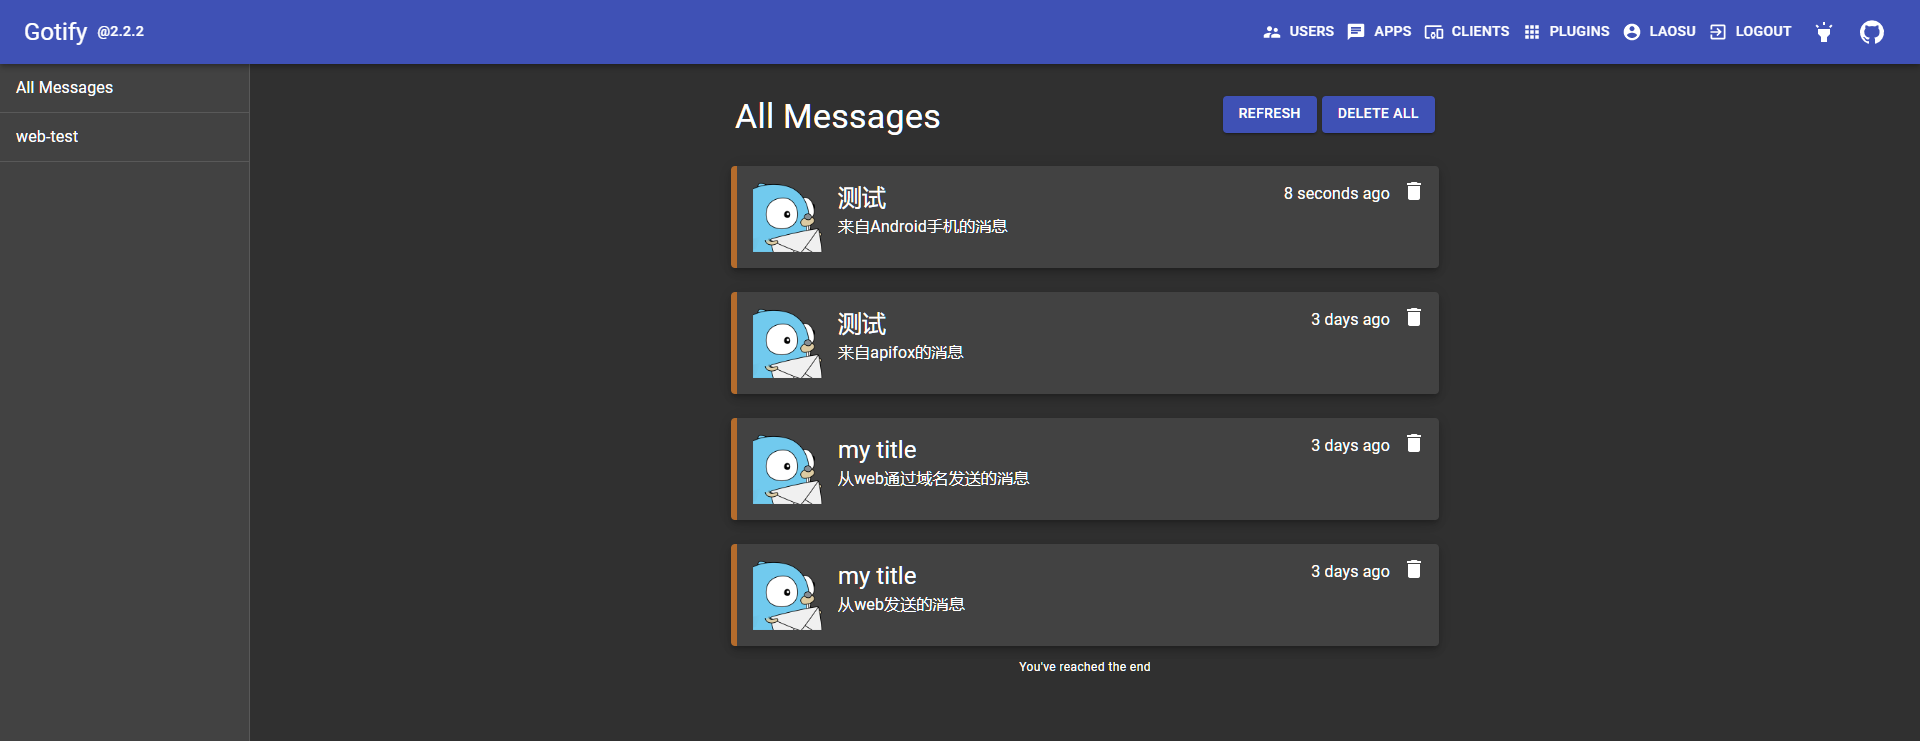 Gotify @2.2.2
USERS APPS CLIENTS PLUGINS LAOSU LOGOUT
All Messages
web-test
All Messages
REFRESH DELETE ALL
测试
8 seconds ago
来自Android手机的消息
测试
3 days ago
来自apifox的消息
my title
3 days ago
从web通过域名发送的消息
my title
3 days ago
从web发送的消息
You've reached the end